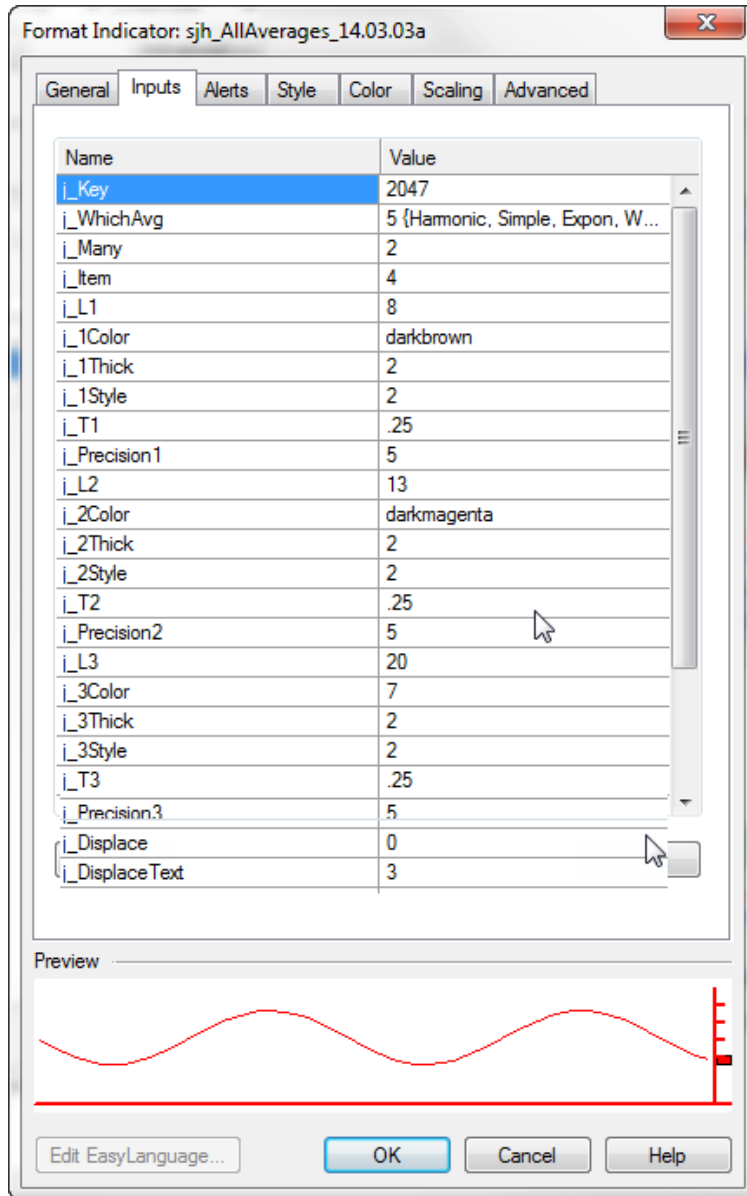 Format Indicator: sjh_AllAverages_14.03.03a
General Inputs Alerts Style Color Scaling Advanced
Name Value
j_Key 2047
j_WhichAvg 5 {Harmonic, Simple, Expon, W...
j_Many 2
j_Item 4
j_L1 8
j_1Color darkbrown
j_1Thick 2
j_1Style 2
j_T1 .25
j_Precision1 5
j_L2 13
j_2Color darkmagenta
j_2Thick 2
j_2Style 2
j_T2 .25
j_Precision2 5
j_L3 20
j_3Color 7
j_3Thick 2
j_3Style 2
j_T3 .25
j_Precision3 5
j_Displace 0
j_DisplaceText 3
Preview
Edit EasyLanguage... OK Cancel Help